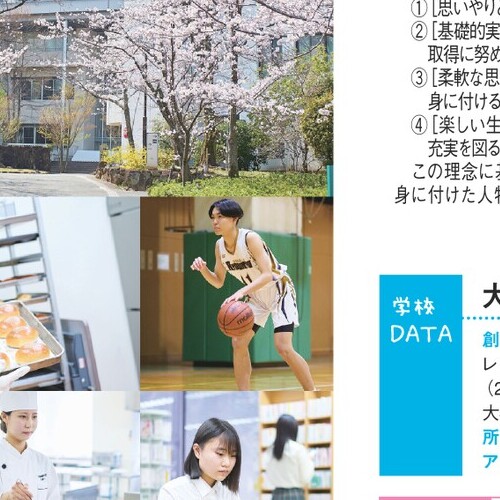 ①［思いやり
②［基礎的実
取得に努め
③［柔軟な思
身に付ける
④［楽しい生
充実を図る
この理念に
身に付けた人
学校
DATA
大
創
レ
（2
大
所
ア